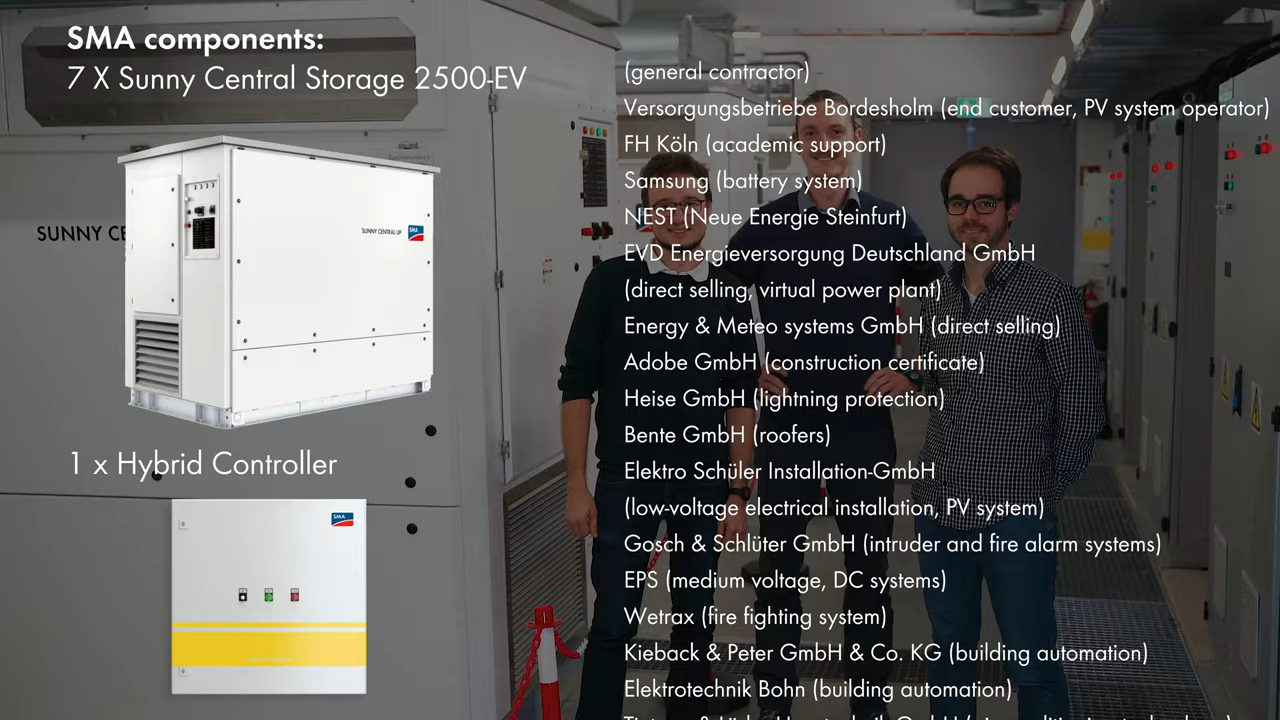 SMA components:
7 X Sunny Central Storage 2500-EV
SUNNY CE
SUNNY CENTRAL UP
SMA
1 x Hybrid Controller
SMA
(general contractor)
Versorgungsbetriebe Bordesholm (end customer, PV system operator)
FH Köln (academic support)
Samsung (battery system)
NEST (Neue Energie Steinfurt)
EVD Energieversorgung Deutschland GmbH
(direct selling, virtual power plant)
Energy & Meteo systems GmbH (direct selling)
Adobe GmbH (construction certificate)
Heise GmbH (lightning protection)
Bente GmbH (roofers)
Elektro Schüler Installation-GmbH
(low-voltage electrical installation, PV system)
Gosch & Schlüter GmbH (intruder and fire alarm systems)
EPS (medium voltage, DC systems)
Wetrax (fire fighting system)
Kieback & Peter GmbH & Co. KG (building automation)
Elektrotechnik Bohn (building automation)